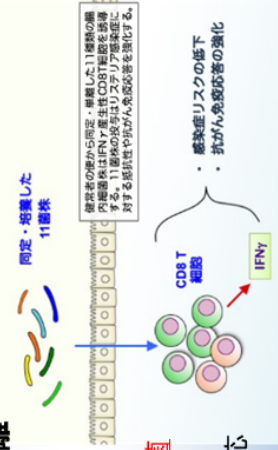 同定・培養した
11菌株
健常者の便から同定・単離した11種類の腸
内細菌株はIFNγ産生性CD8T細胞を誘導
する。11菌株の投与はリステリア感染症に
対する抵抗性や抗がん免疫応答を強化する。
CD8 T
細胞
IFNγ
・ 感染症リスクの低下
・ 抗がん免疫応答の強化